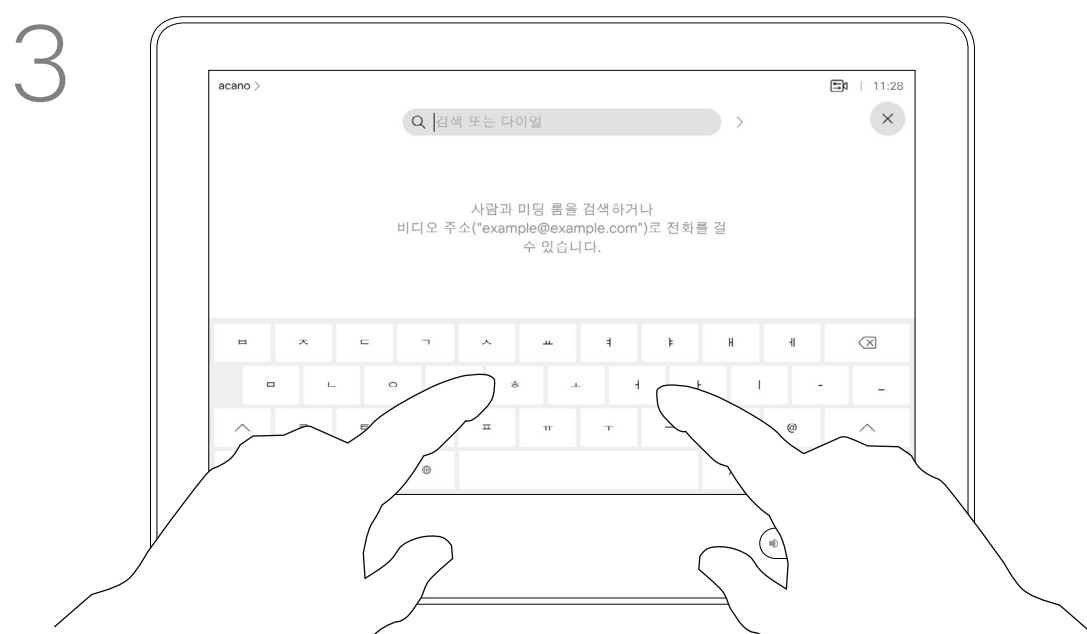 3
acano >
11:28
검색 또는 다이얼
사람과 미팅 룸을 검색하거나
비디오 주소("example@example.com")로 전화를 걸
수 있습니다.
ㅂ ㅈ ㄷ ㄱ ㅅ ㅛ ㅕ ㅑ ㅐ ㅔ
ㅁ ㄴ ㅇ ㅎ ㅗ ㅓ ㅏ ㅣ - _
ㅍ ㅠ ㅜ ㅡ @